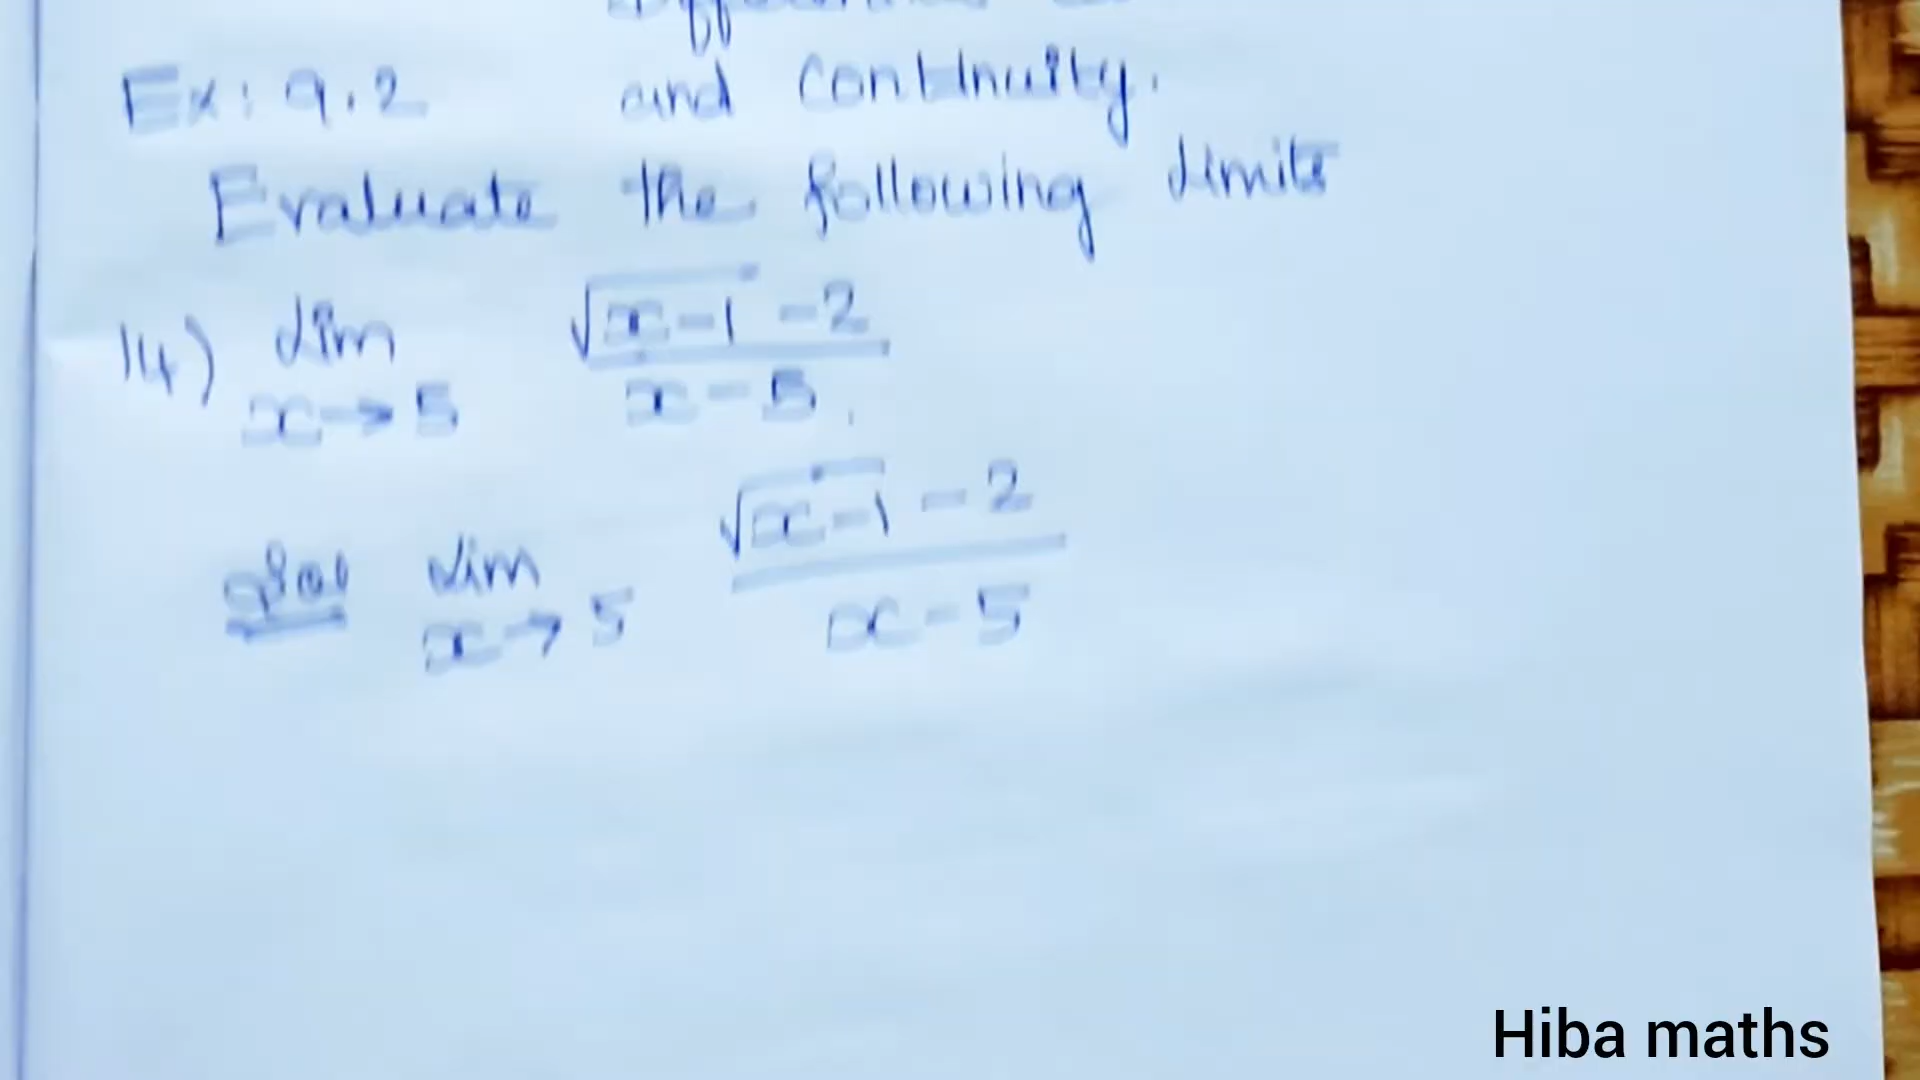 Ex: 9.2 and continuity.
Evaluate the following limits
14) lim x→5 √(x-1) - 2 / x - 5.
Sol lim x→5 √(x-1) - 2 / x - 5
Hiba maths